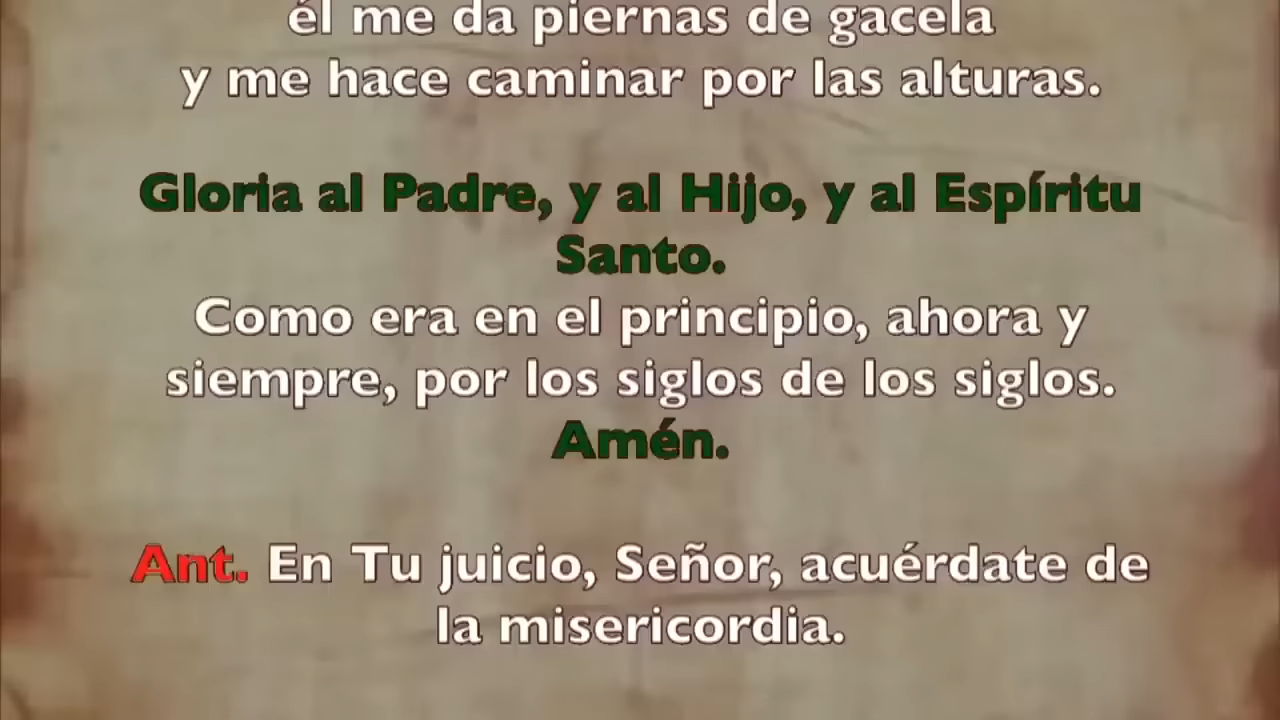 él me da piernas de gacela
y me hace caminar por las alturas.
Gloria al Padre, y al Hijo, y al Espíritu
Santo.
Como era en el principio, ahora y
siempre, por los siglos de los siglos.
Amén.
Ant. En Tu juicio, Señor, acuérdate de
la misericordia.